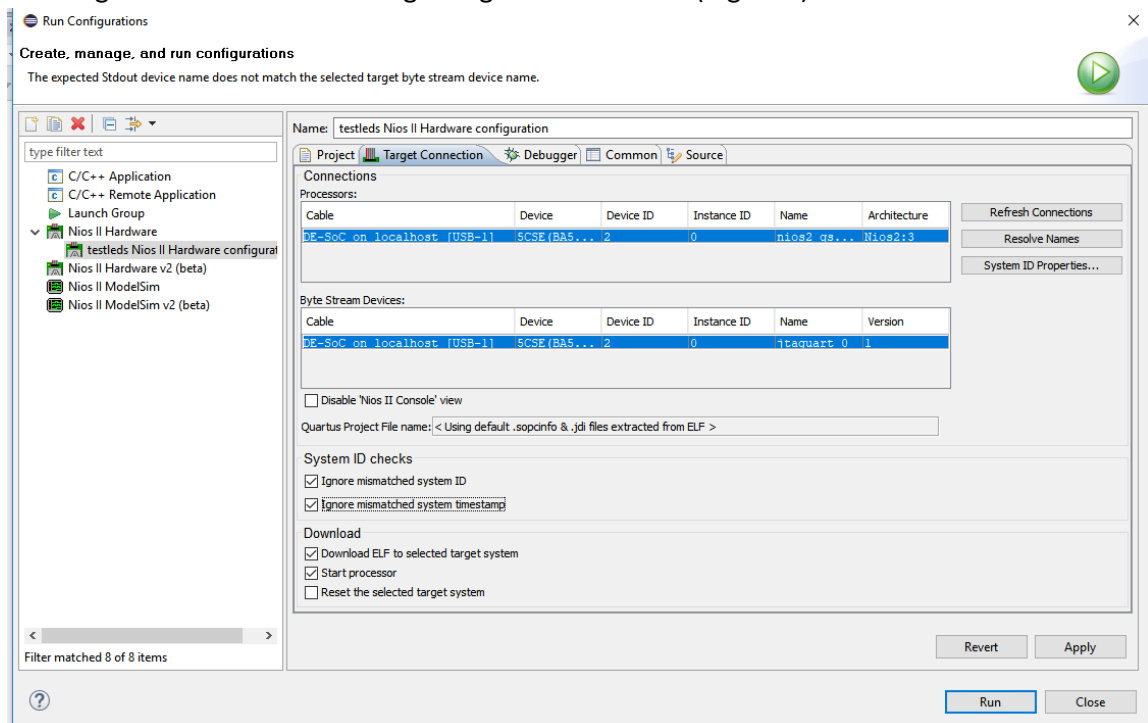 Run Configurations
Create, manage, and run configurations
The expected Stdout device name does not match the selected target byte stream device name.
type filter text
C/C++ Application
C/C++ Remote Application
Launch Group
Nios II Hardware
testleds Nios II Hardware configurat
Nios II Hardware v2 (beta)
Nios II ModelSim
Nios II ModelSim v2 (beta)
Filter matched 8 of 8 items
Name: testleds Nios II Hardware configuration
Project Target Connection Debugger Common Source
Connections
Processors:
Cable Device Device ID Instance ID Name Architecture
DE-SoC on localhost [USB-1] 5CSE(BA5... 2 0 nios2 qs... Nios2:3
Refresh Connections
Resolve Names
System ID Properties...
Byte Stream Devices:
Cable Device Device ID Instance ID Name Version
DE-SoC on localhost [USB-1] 5CSE(BA5... 2 0 jtaguart 0 1
Disable 'Nios II Console' view
Quartus Project File name: < Using default .sopcinfo & .jdi files extracted from ELF >
System ID checks
Ignore mismatched system ID
Ignore mismatched system timestamp
Download
Download ELF to selected target system
Start processor
Reset the selected target system
Revert Apply
Run Close